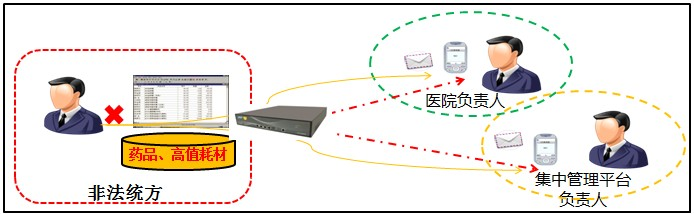 医院负责人
药品、高值耗材
非法统方
集中管理平台
负责人